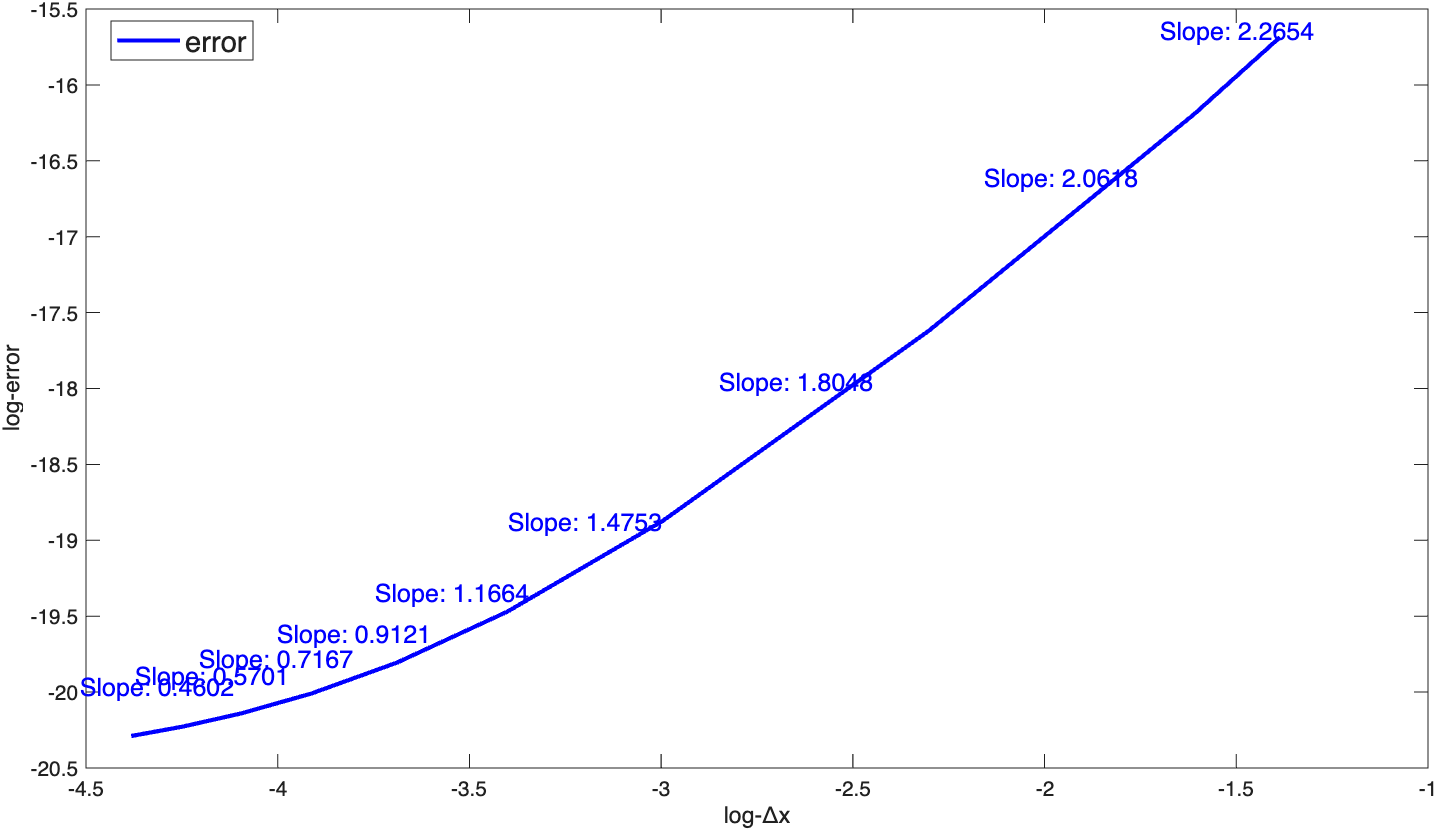 -15.5
error
Slope: 2.2654
-16
-16.5
Slope: 2.0618
-17
-17.5
Slope: 1.8048
-18
-18.5
Slope: 1.4753
-19
Slope: 1.1664
-19.5
Slope: 0.9121
Slope: 0.7167
Slope: 0.5701
Slope: 0.4602
-20
-20.5
log-error
-4.5
-4
-3.5
-3
-2.5
-2
-1.5
-1
log-Δx